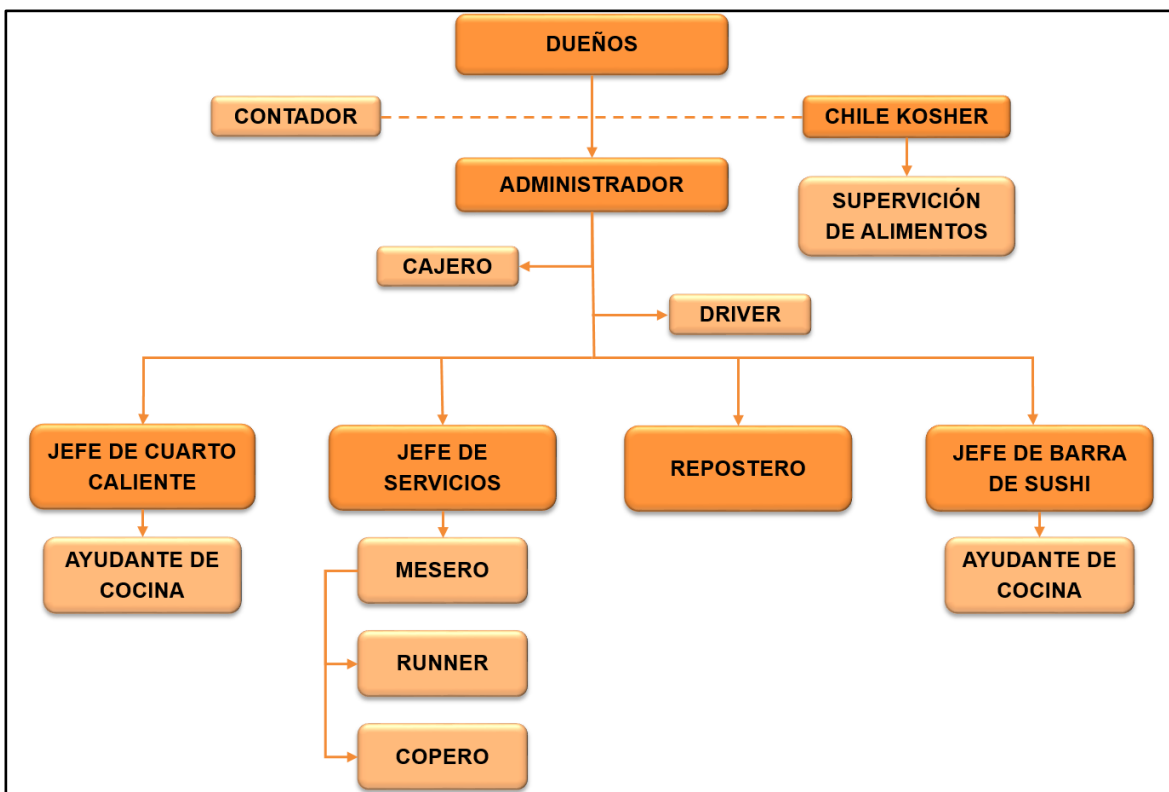 DUEÑOS
CONTADOR
CHILE KOSHER
ADMINISTRADOR
SUPERVICIÓN
DE ALIMENTOS
CAJERO
DRIVER
JEFE DE CUARTO
CALIENTE
JEFE DE
SERVICIOS
REPOSTERO
JEFE DE BARRA
DE SUSHI
AYUDANTE DE
COCINA
MESERO
AYUDANTE DE
COCINA
RUNNER
COPERO